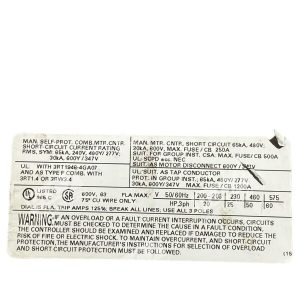 MAN. SELF-PROT. COMB. MTR. CNTR.
SHORT-CIRCUIT CURRENT RATING
RMS, SYM. 65kA, 240V, 480Y/277V;
30kA, 600Y/347V
UL: WITH 3RT1946-4GA07
AND AS TYPE F COMB. WITH
3RT1.4 OR 3RW3.4
MAN. MTR. CNTR. SHORT CIRCUIT 65kA, 480V;
30kA, 600V. MAX FUSE/CB 250A
SUIT. FOR GROUP INST. CSA. MAX. FUSE/CB 500A
UL: SCPD acc. NEC
SUIT. AS MOTOR DISCONNECT 600Y/347V
UL: SUIT. AS TAP CONDUCTOR
PROT. IN GROUP INST. 65kA, 480Y/277V;
30kA, 600Y/347V MAX. FUSE/CB 1200A
LISTED
600V, 63
75°C CU WIRE ONLY
FLA MAX. V 50/60Hz 200 208 230 460 575
HP,3ph 20 20 25 50 60
DIAL IS FLA, TRIP AMPS 125%; BREAKS ALL LINES, USE ALL 3 POLES
WARNING: IF AN OVERLOAD OR A FAULT CURRENT INTERRUPTION OCCURS, CIRCUITS
MUST BE CHECKED TO DETERMINE THE CAUSE IN A FAULT CONDITION,
THE CONTROLLER SHOULD BE EXAMINED OR REPLACED IF DAMAGED TO REDUCE RISK
OF FIRE OR ELECTRIC SHOCK. TO MAINTAIN OVERCURRENT, AND SHORT-CIRCUIT
PROTECTION, THE MANUFACTURER'S INSTRUCTIONS FOR SELECTION OF OVERLOAD
AND SHORT CIRCUIT PROTECTION MUST BE FOLLOWED.